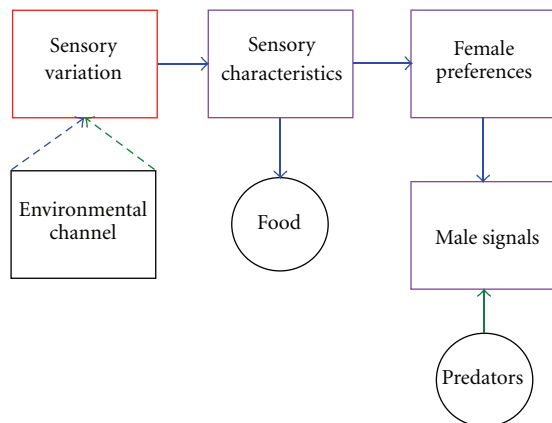 Sensory
variation
Sensory
characteristics
Female
preferences
Environmental
channel
Food
Male signals
Predators